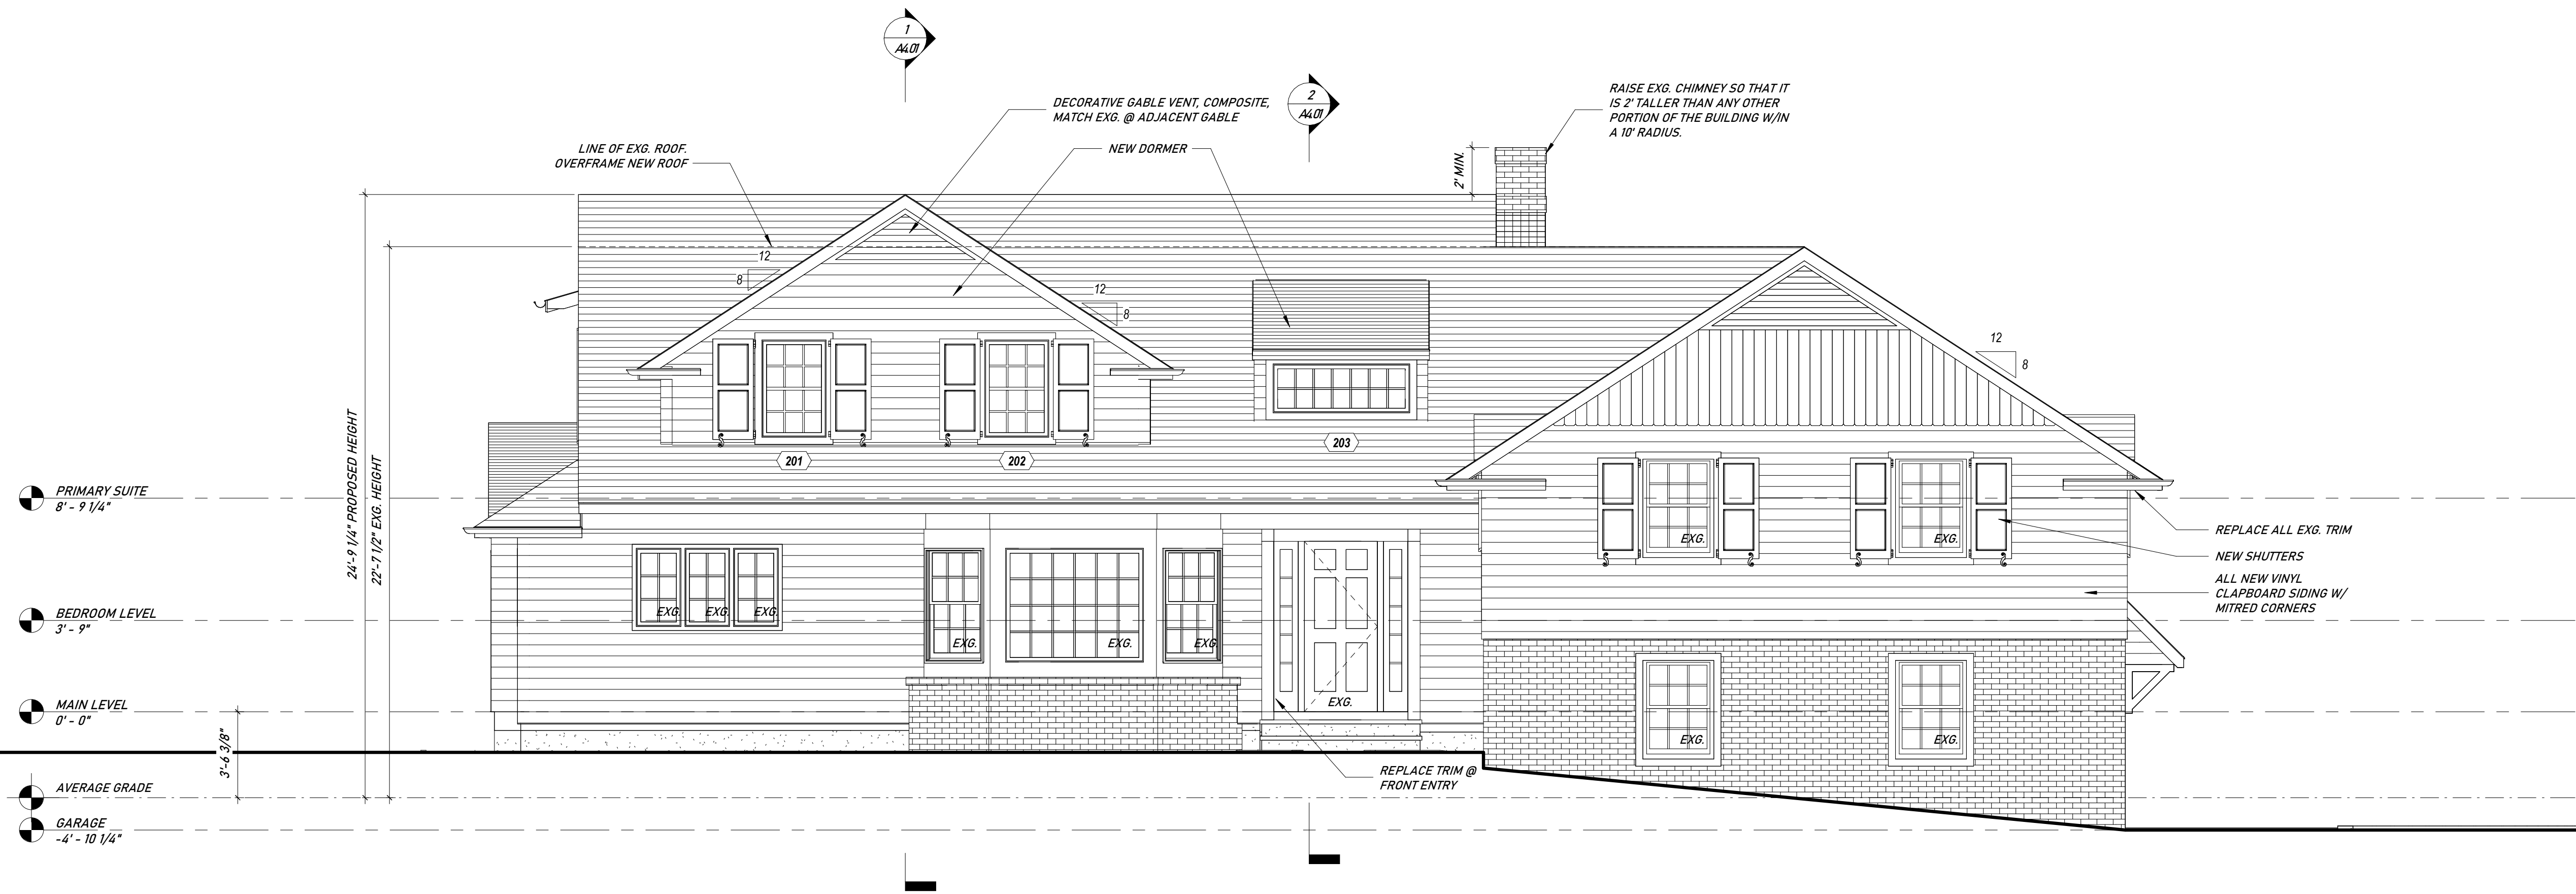 1
A4.01
2
A4.01
DECORATIVE GABLE VENT, COMPOSITE,
MATCH EXG. @ ADJACENT GABLE
RAISE EXG. CHIMNEY SO THAT IT
IS 2' TALLER THAN ANY OTHER
PORTION OF THE BUILDING W/IN
A 10' RADIUS.
LINE OF EXG. ROOF.
OVERFRAME NEW ROOF
NEW DORMER
2' MIN.
12
8
12
8
12
8
24'-9 1/4" PROPOSED HEIGHT
22'-7 1/2" EXG. HEIGHT
201
202
203
PRIMARY SUITE
8' - 9 1/4"
EXG.
EXG.
REPLACE ALL EXG. TRIM
NEW SHUTTERS
ALL NEW VINYL
CLAPBOARD SIDING W/
MITRED CORNERS
BEDROOM LEVEL
3' - 9"
EXG.
EXG.
EXG.
EXG.
EXG.
EXG.
EXG.
MAIN LEVEL
0' - 0"
3'-6 3/8"
EXG.
EXG.
REPLACE TRIM @
FRONT ENTRY
AVERAGE GRADE
GARAGE
-4' - 10 1/4"